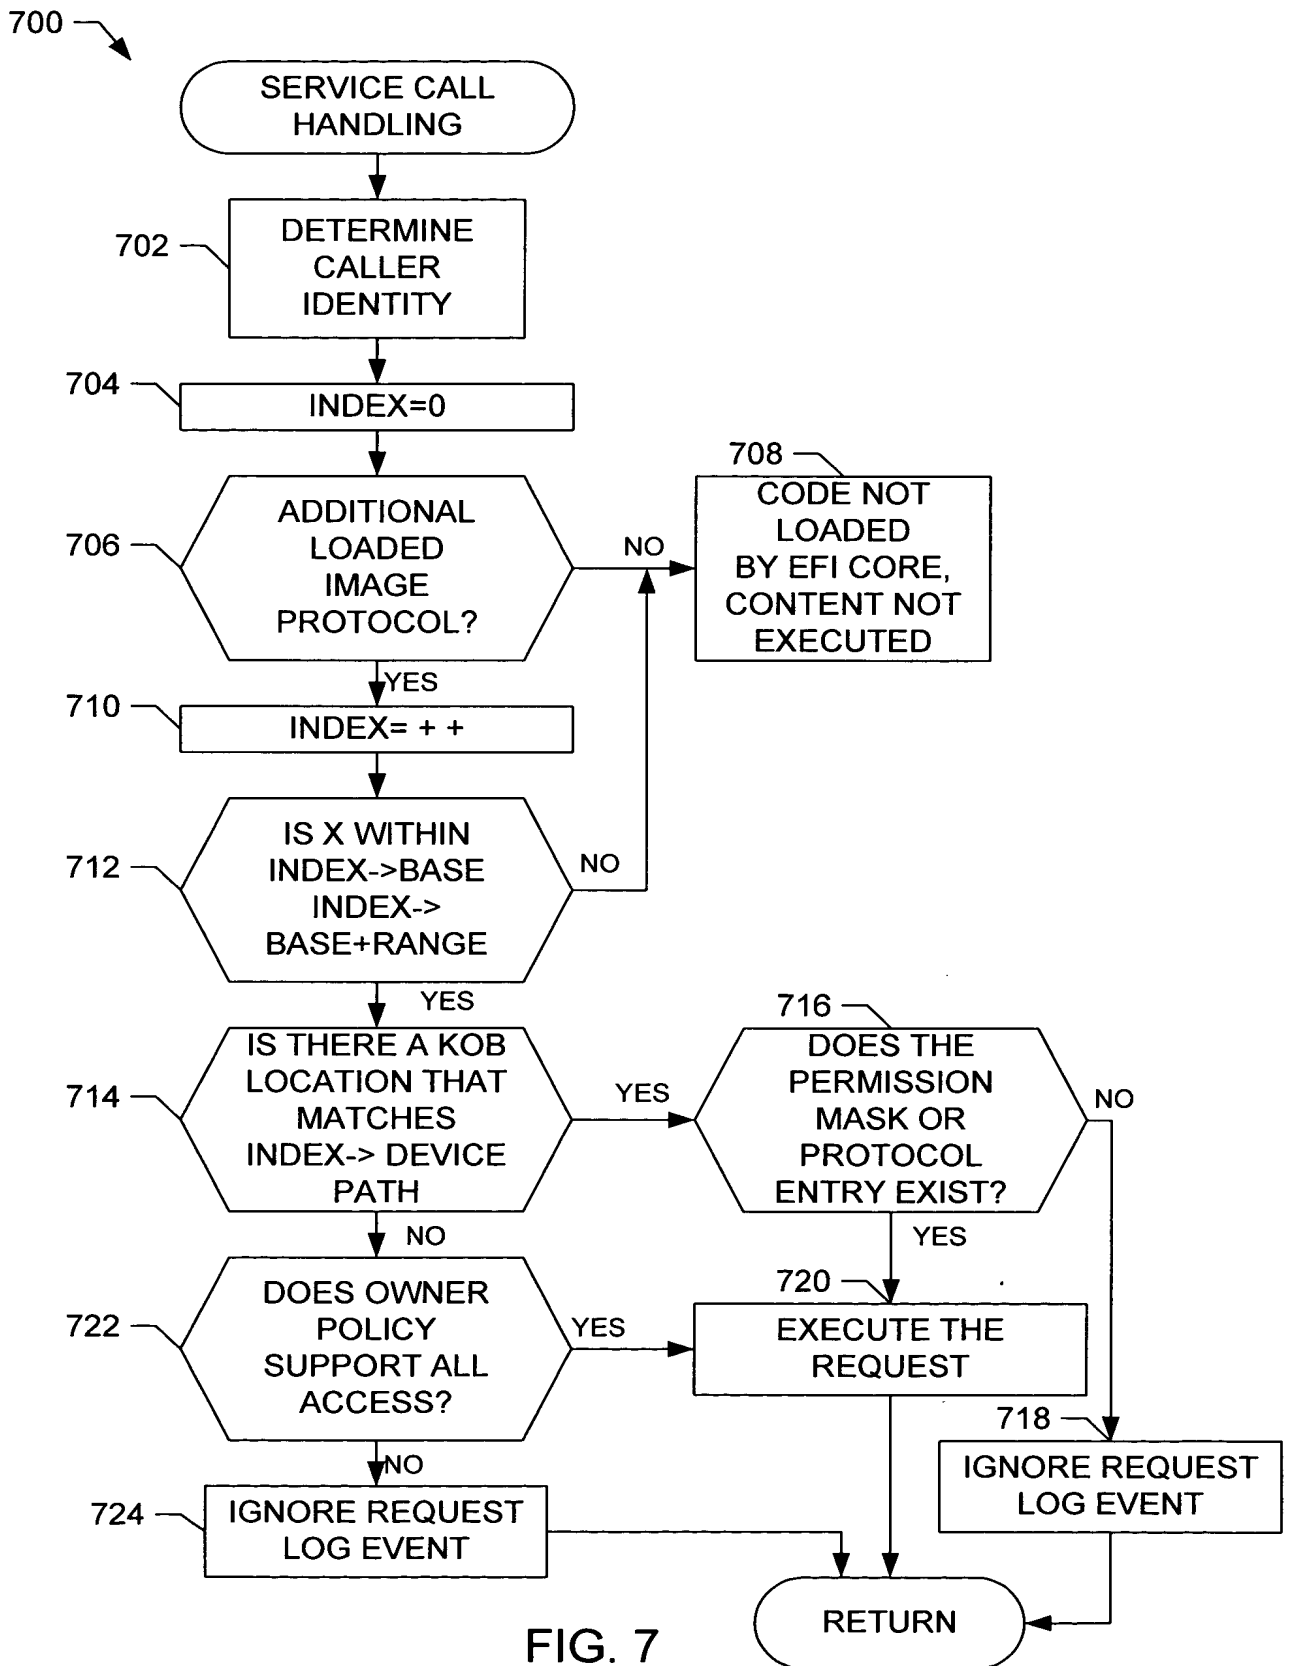 700
SERVICE CALL
HANDLING
702
DETERMINE
CALLER
IDENTITY
704
INDEX=0
706
ADDITIONAL
LOADED
IMAGE
PROTOCOL?
NO
708
CODE NOT
LOADED
BY EFI CORE,
CONTENT NOT
EXECUTED
YES
710
INDEX= + +
712
IS X WITHIN
INDEX->BASE
INDEX->
BASE+RANGE
NO
YES
714
IS THERE A KOB
LOCATION THAT
MATCHES
INDEX-> DEVICE
PATH
YES
716
DOES THE
PERMISSION
MASK OR
PROTOCOL
ENTRY EXIST?
NO
NO
YES
722
DOES OWNER
POLICY
SUPPORT ALL
ACCESS?
YES
720
EXECUTE THE
REQUEST
718
IGNORE REQUEST
LOG EVENT
NO
724
IGNORE REQUEST
LOG EVENT
RETURN
FIG. 7